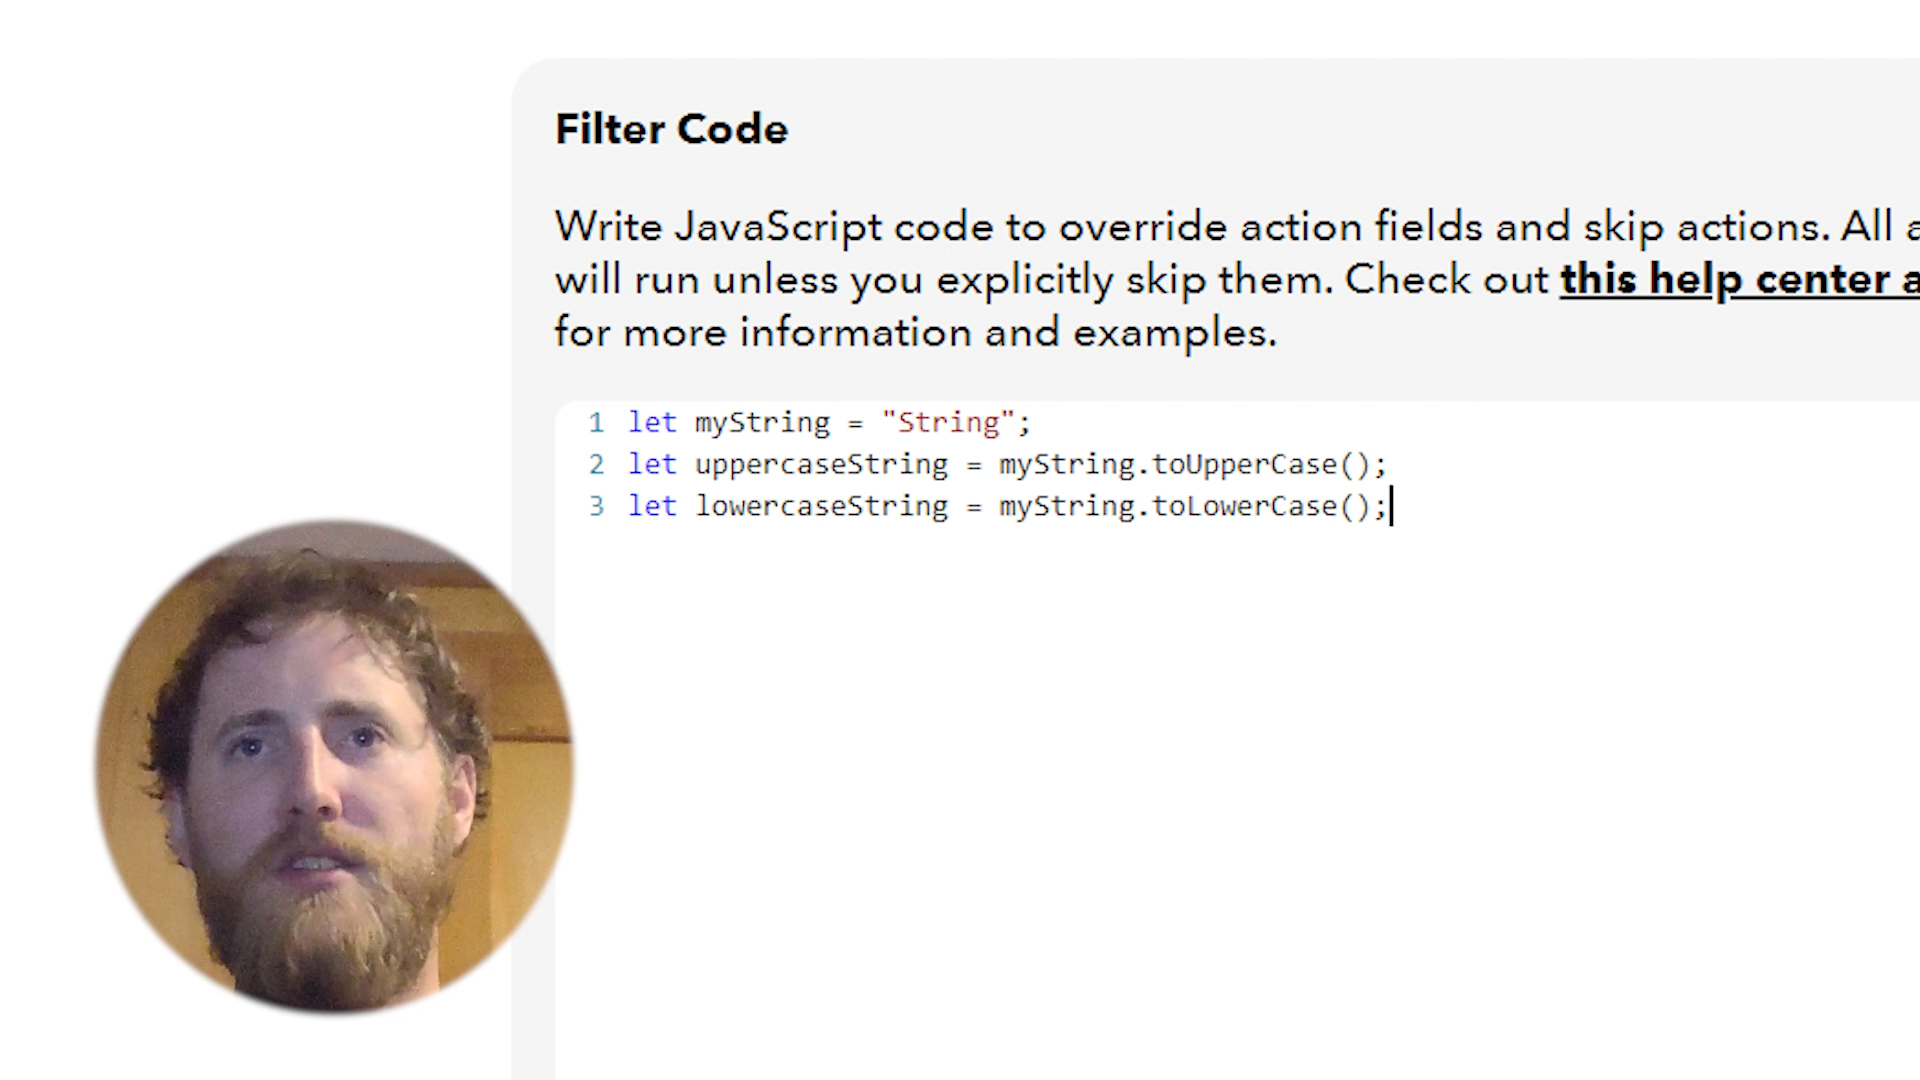 Filter Code
Write JavaScript code to override action fields and skip actions. All a
will run unless you explicitly skip them. Check out this help center a
for more information and examples.
1 let myString = "String";
2 let uppercaseString = myString.toUpperCase();
3 let lowercaseString = myString.toLowerCase();